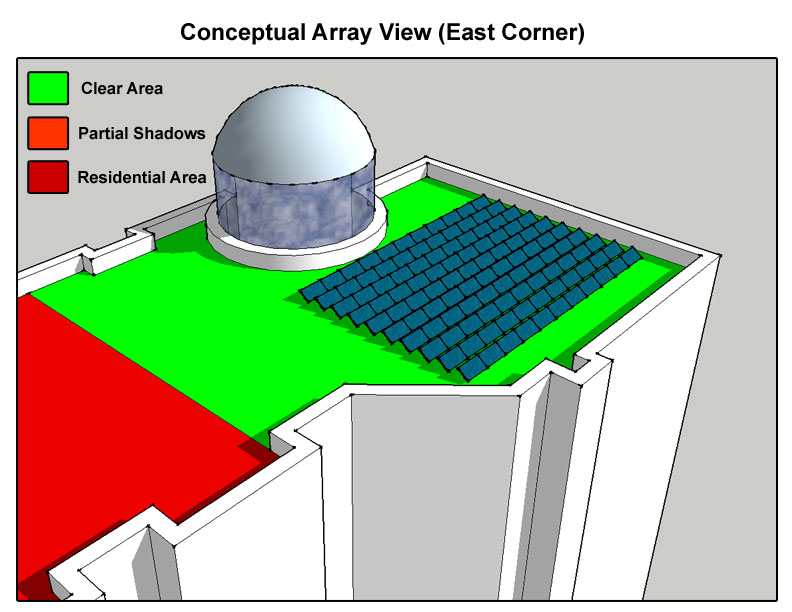 Conceptual Array View (East Corner)
Clear Area
Partial Shadows
Residential Area